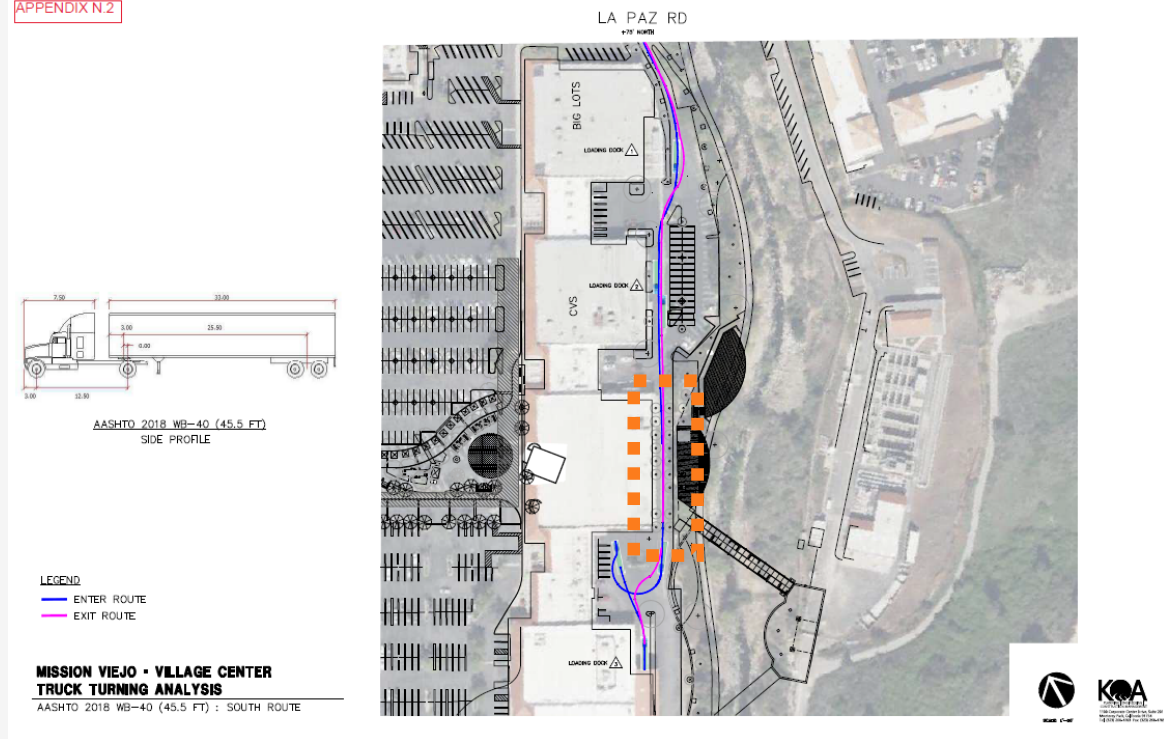 APPENDIX N.2
LA PAZ RD
+-75' NORTH
BIG LOTS
LOADING DOCK 1
CVS
LOADING DOCK 2
7.50
33.00
3.00
25.50
6.00
3.00
12.50
AASHTO 2018 WB-40 (45.5 FT)
SIDE PROFILE
LEGEND
ENTER ROUTE
EXIT ROUTE
LOADING DOCK 3
MISSION VIEJO - VILLAGE CENTER
TRUCK TURNING ANALYSIS
AASHTO 2018 WB-40 (45.5 FT) : SOUTH ROUTE
KOA